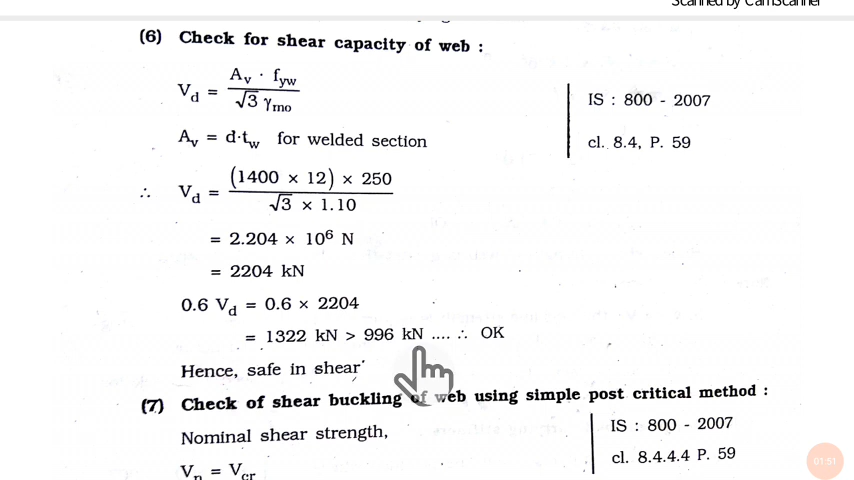 Scanned by CamScanner
(6) Check for shear capacity of web :
V_d = A_v · f_yw / √3 γ_mo
IS : 800 - 2007
cl. 8.4, P. 59
A_v = d·t_w for welded section
∴ V_d = (1400 × 12) × 250 / √3 × 1.10
= 2.204 × 10⁶ N
= 2204 kN
0.6 V_d = 0.6 × 2204
= 1322 kN > 996 kN .... ∴ OK
Hence, safe in shear
(7) Check of shear buckling of web using simple post critical method :
Nominal shear strength,
IS : 800 - 2007
cl. 8.4.4.4 P. 59
V_n = V_cr
01:51